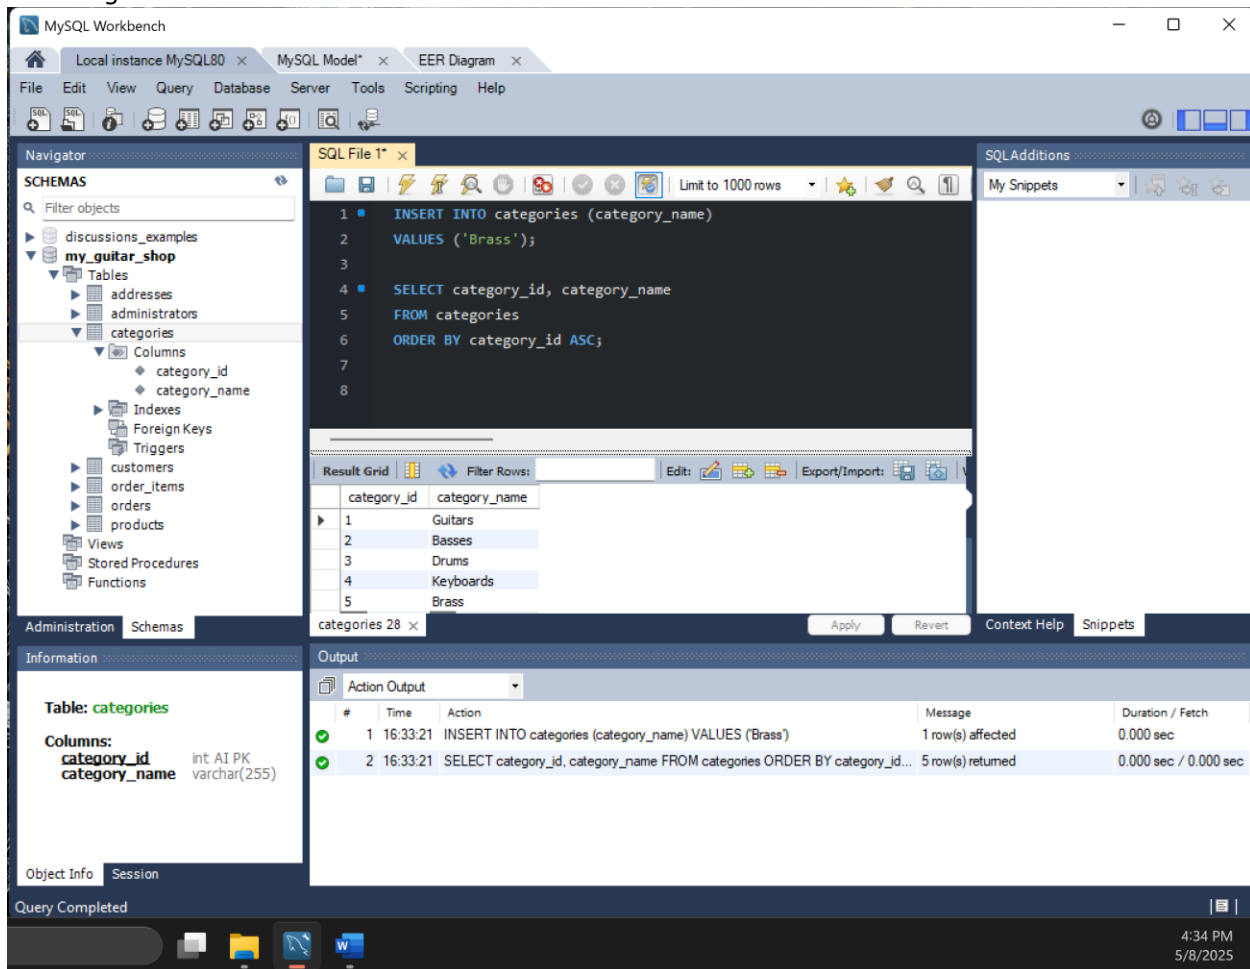 MySQL Workbench
Local instance MySQL80 × MySQL Model* × EER Diagram ×
File Edit View Query Database Server Tools Scripting Help
Navigator
SCHEMAS
Filter objects
discussions_examples
my_guitar_shop
Tables
addresses
administrators
categories
Columns
category_id
category_name
Indexes
Foreign Keys
Triggers
customers
order_items
orders
products
Views
Stored Procedures
Functions
Administration Schemas
Information
Table: categories
Columns:
category_id int AI PK
category_name varchar(255)
Object Info Session
SQL File 1* ×
Limit to 1000 rows
1 INSERT INTO categories (category_name)
2 VALUES ('Brass');
3
4 SELECT category_id, category_name
5 FROM categories
6 ORDER BY category_id ASC;
7
8
Result Grid Filter Rows: Edit: Export/Import:
category_id category_name
1 Guitars
2 Basses
3 Drums
4 Keyboards
5 Brass
categories 28 × Apply Revert
SQLAdditions
My Snippets
Context Help Snippets
Output
Action Output
# Time Action Message Duration / Fetch
1 16:33:21 INSERT INTO categories (category_name) VALUES ('Brass') 1 row(s) affected 0.000 sec
2 16:33:21 SELECT category_id, category_name FROM categories ORDER BY category_id... 5 row(s) returned 0.000 sec / 0.000 sec
Query Completed
4:34 PM
5/8/2025